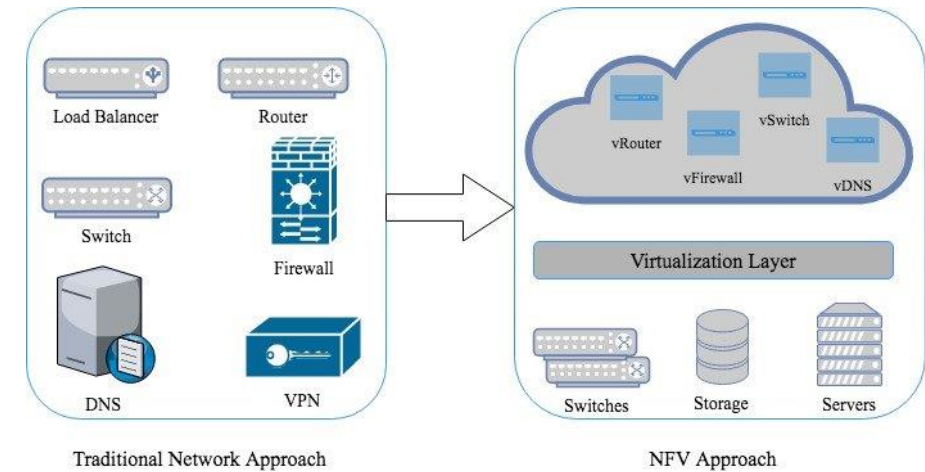 Load Balancer
Router
Switch
Firewall
DNS
VPN
Traditional Network Approach
vRouter
vSwitch
vFirewall
vDNS
Virtualization Layer
Switches
Storage
Servers
NFV Approach